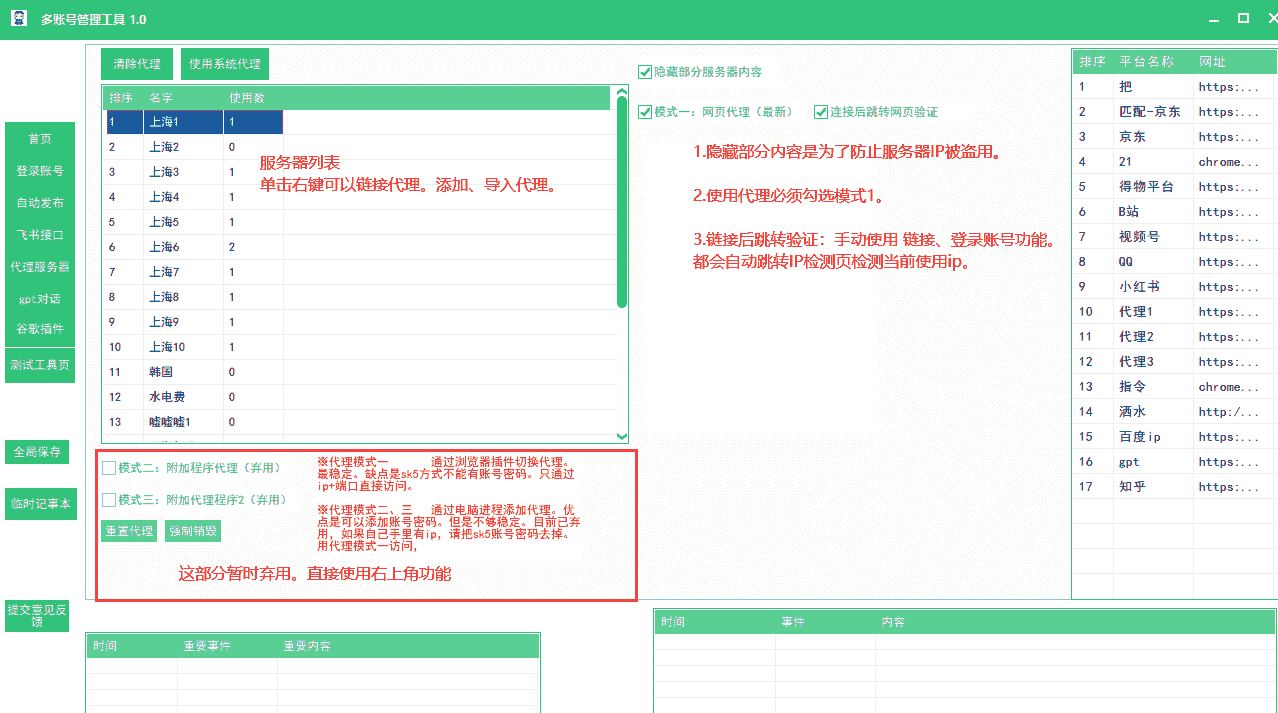 多账号管理工具 1.0
首页
登录账号
自动发布
飞书接口
代理服务器
gpt对话
谷歌插件
测试工具页
全局保存
临时记事本
提交意见反
馈
清除代理 使用系统代理
排序 名字 使用数
1 上海1 1
2 上海2 0
3 上海3 1
4 上海4 1
5 上海5 1
6 上海6 2
7 上海7 1
8 上海8 1
9 上海9 1
10 上海10 1
11 韩国 0
12 水电费 0
13 嘘嘘嘘1 0
服务器列表
单击右键可以链接代理。添加、导入代理。
模式二：附加程序代理（弃用）
模式三：附加代理程序2（弃用）
重置代理 强制销毁
※代理模式一 通过浏览器插件切换代理。
最稳定。缺点是sk5方式不能有账号密码。只通过
ip+端口直接访问。
※代理模式二、三 通过电脑进程添加代理。优
点是可以添加账号密码。但是不够稳定。目前已弃
用，如果自己手里有ip，请把sk5账号密码去掉。
用代理模式一访问，
这部分暂时弃用。直接使用右上角功能
隐藏部分服务器内容
模式一：网页代理（最新） 连接后跳转网页验证
1.隐藏部分内容是为了防止服务器IP被盗用。
2.使用代理必须勾选模式1。
3.链接后跳转验证：手动使用 链接、登录账号功能。
都会自动跳转IP检测页检测当前使用ip。
排序 平台名称 网址
1 把 https:...
2 匹配-京东 https:...
3 京东 https:...
4 21 chrome...
5 得物平台 https:...
6 B站 https:...
7 视频号 https:...
8 QQ https:...
9 小红书 https:...
10 代理1 https:...
11 代理2 https:...
12 代理3 https:...
13 指令 chrome...
14 洒水 http:/...
15 百度ip https:...
16 gpt https:...
17 知乎 https:...
时间 重要事件 重要内容
时间 事件 内容